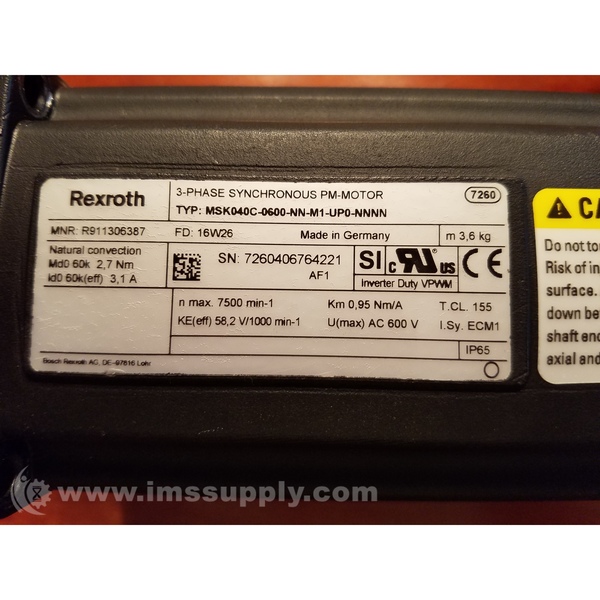 Rexroth
3-PHASE SYNCHRONOUS PM-MOTOR
7260
TYP: MSK040C-0600-NN-M1-UP0-NNNN
MNR: R911306387
FD: 16W26
Made in Germany
m 3,6 kg
Natural convection
Md0 60k 2,7 Nm
Id0 60k(eff) 3,1 A
SN: 7260406764221
AF1
SI
c RU us
CE
Inverter Duty VPWM
n max. 7500 min-1
Km 0,95 Nm/A
T.CL. 155
KE(eff) 58,2 V/1000 min-1
U(max) AC 600 V
I.Sy. ECM1
IP65
Bosch Rexroth AG, DE-97816 Lohr
CA
Do not to
Risk of in
surface.
down be
shaft end
axial and
www.imssupply.com